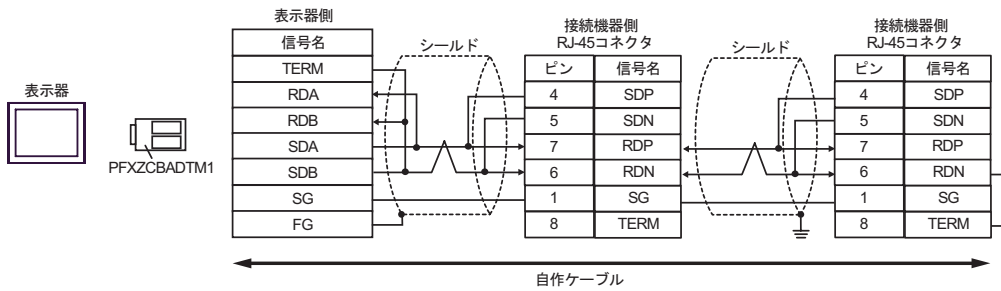 表示器
PFXZCBADTM1
表示器側
信号名
TERM
RDA
RDB
SDA
SDB
SG
FG
シールド
接続機器側
RJ-45コネクタ
ピン 信号名
4 SDP
5 SDN
7 RDP
6 RDN
1 SG
8 TERM
シールド
接続機器側
RJ-45コネクタ
ピン 信号名
4 SDP
5 SDN
7 RDP
6 RDN
1 SG
8 TERM
自作ケーブル